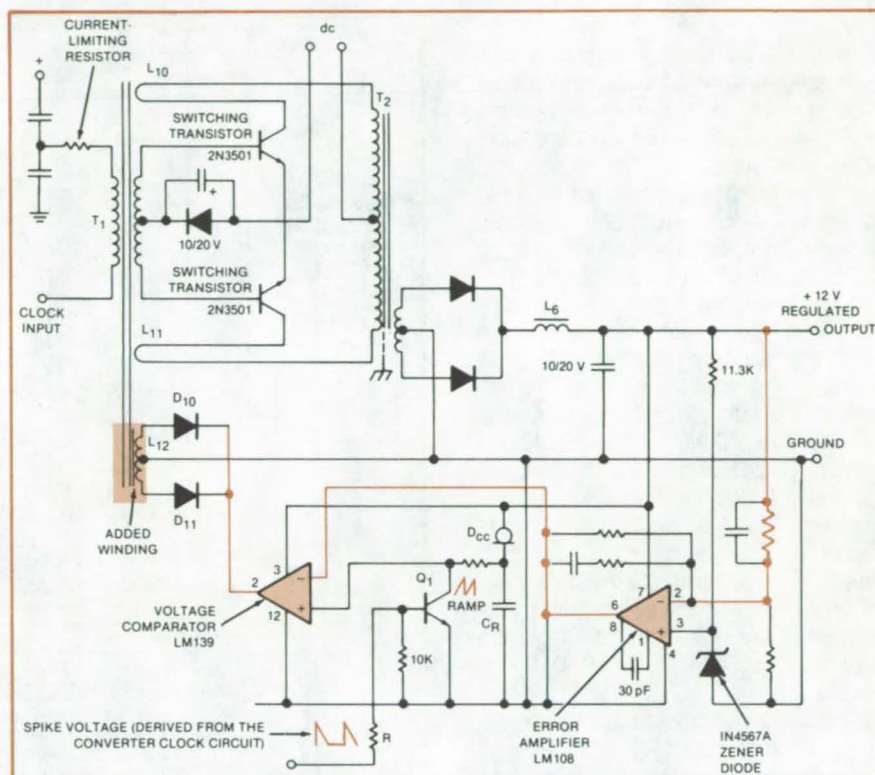 CURRENT-
LIMITING
RESISTOR
dc
+
L10
T2
SWITCHING
TRANSISTOR
2N3501
+
T1
10/20 V
SWITCHING
TRANSISTOR
2N3501
CLOCK
INPUT
L11
L6
+ 12 V
REGULATED
OUTPUT
10/20 V
11.3K
D10
GROUND
L12
D11
ADDED
WINDING
DCC
3
2
−
Q1
7
2
6
−
VOLTAGE
COMPARATOR
LM139
12
+
RAMP
CR
8
3
1
+
4
10K
30 pF
SPIKE VOLTAGE (DERIVED FROM THE
CONVERTER CLOCK CIRCUIT)
R
ERROR
AMPLIFIER
LM108
IN4567A
ZENER
DIODE